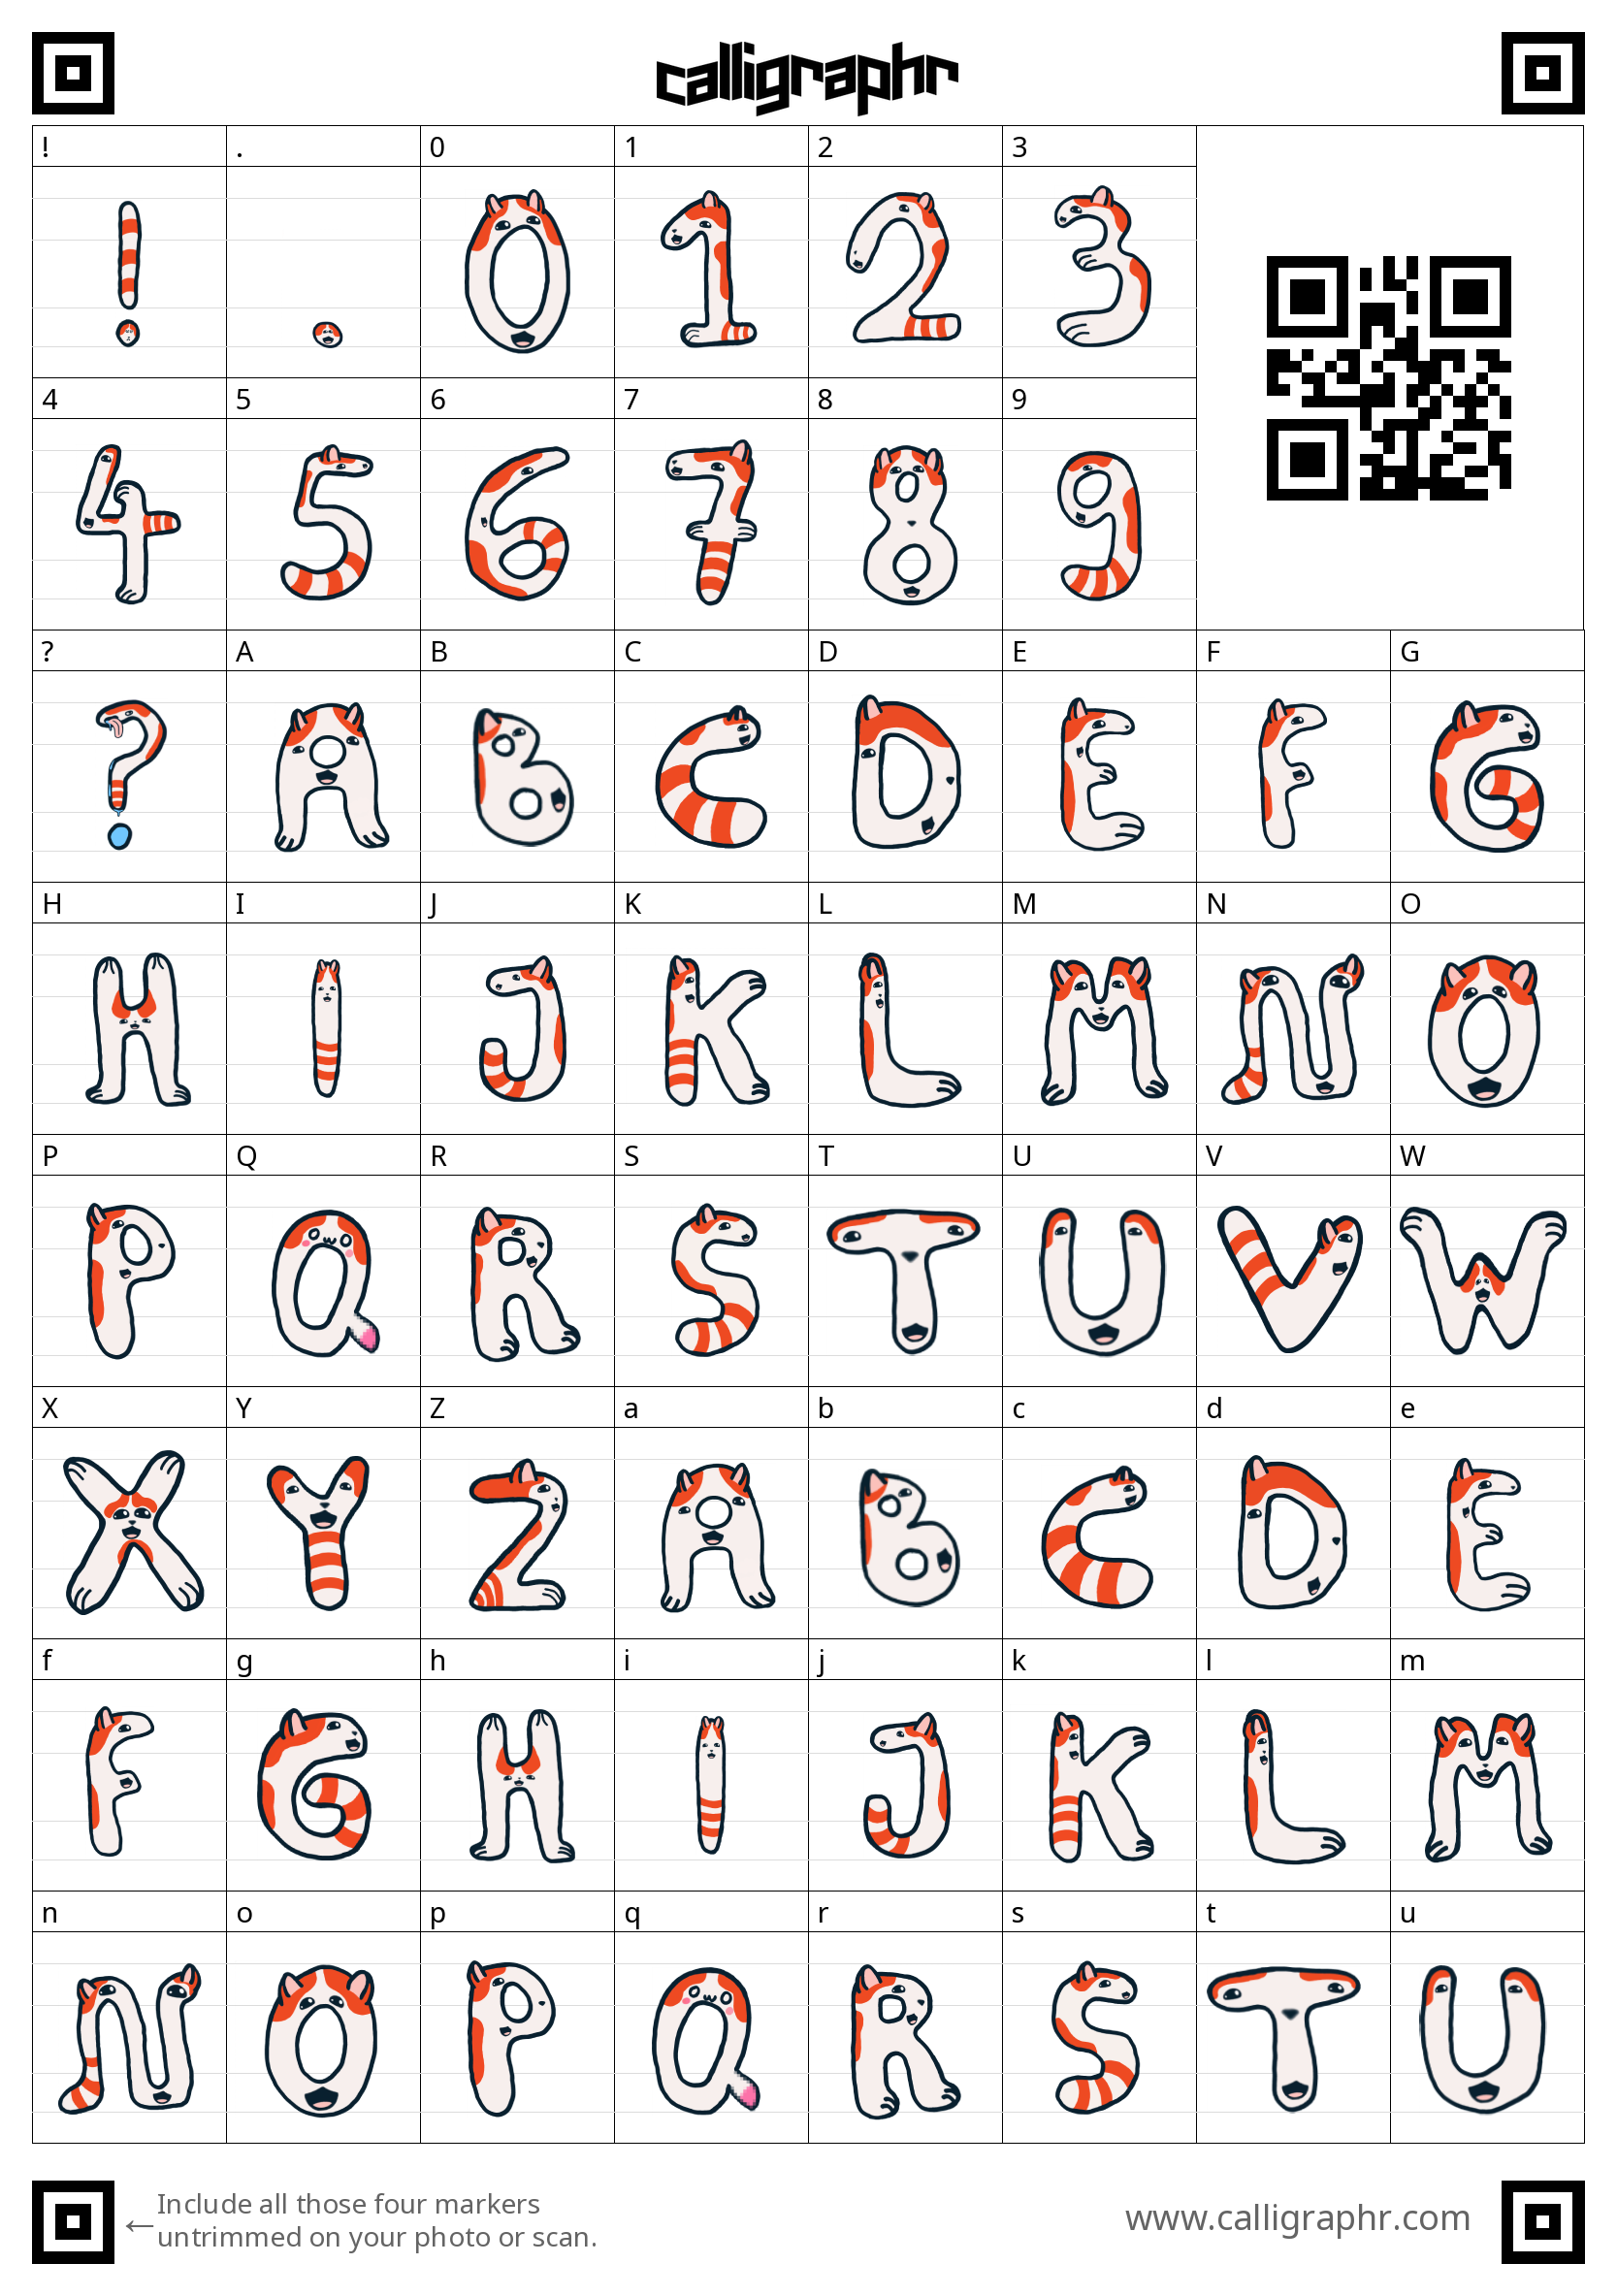 calligraphr
! . 0 1 2 3
! . 0 1 2 3
4 5 6 7 8 9
4 5 6 7 8 9
? A B C D E F G
? A B C D E F G
H I J K L M N O
H I J K L M N O
P Q R S T U V W
P Q R S T U V W
X Y Z a b c d e
X Y Z A B C D E
f g h i j k l m
F G H I J K L M
n o p q r s t u
N O P Q R S T U
←Include all those four markers
untrimmed on your photo or scan.
www.calligraphr.com